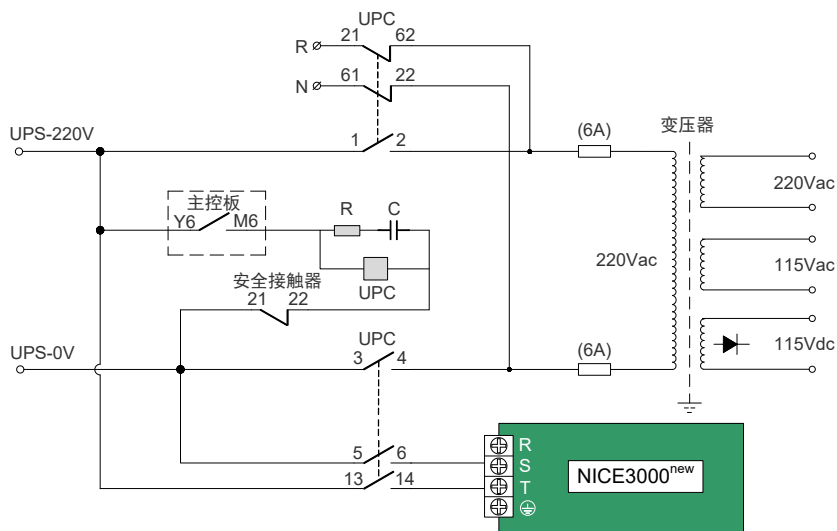 UPC
R 21 62
N 61 22
UPS-220V
1 2
(6A)
变压器
220Vac
主控板
Y6 M6
R C
UPC
220Vac
115Vac
安全接触器
21 22
UPS-0V
UPC
3 4
(6A)
115Vdc
5 6
13 14
R
S
T
NICE3000new